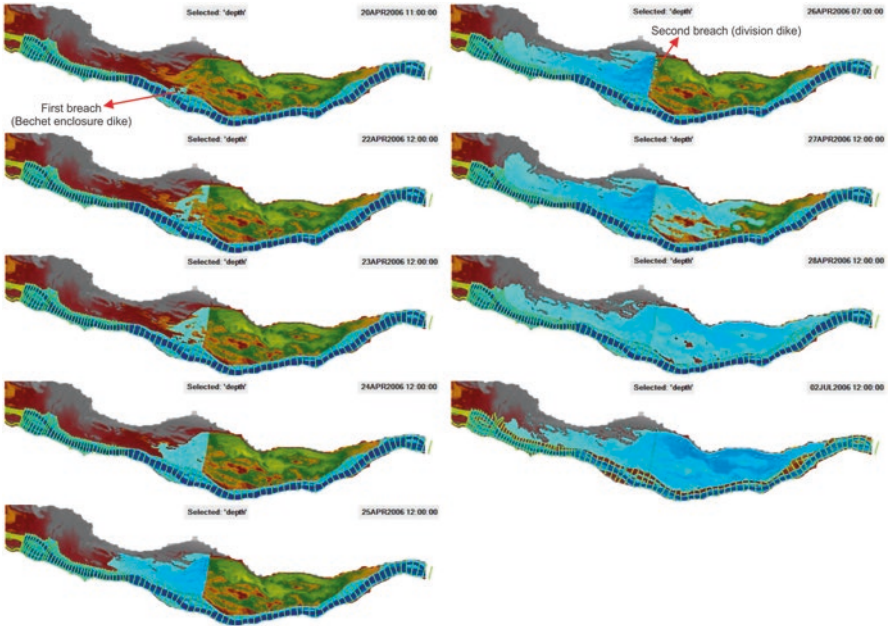 Selected: 'depth'
20APR2006 11:00:00
First breach
(Bechet enclosure dike)
Selected: 'depth'
22APR2006 12:00:00
Selected: 'depth'
23APR2006 12:00:00
Selected: 'depth'
24APR2006 12:00:00
Selected: 'depth'
25APR2006 12:00:00
Selected: 'depth'
26APR2006 07:00:00
Second breach (division dike)
Selected: 'depth'
27APR2006 12:00:00
Selected: 'depth'
28APR2006 12:00:00
Selected: 'depth'
02JUL2006 12:00:00